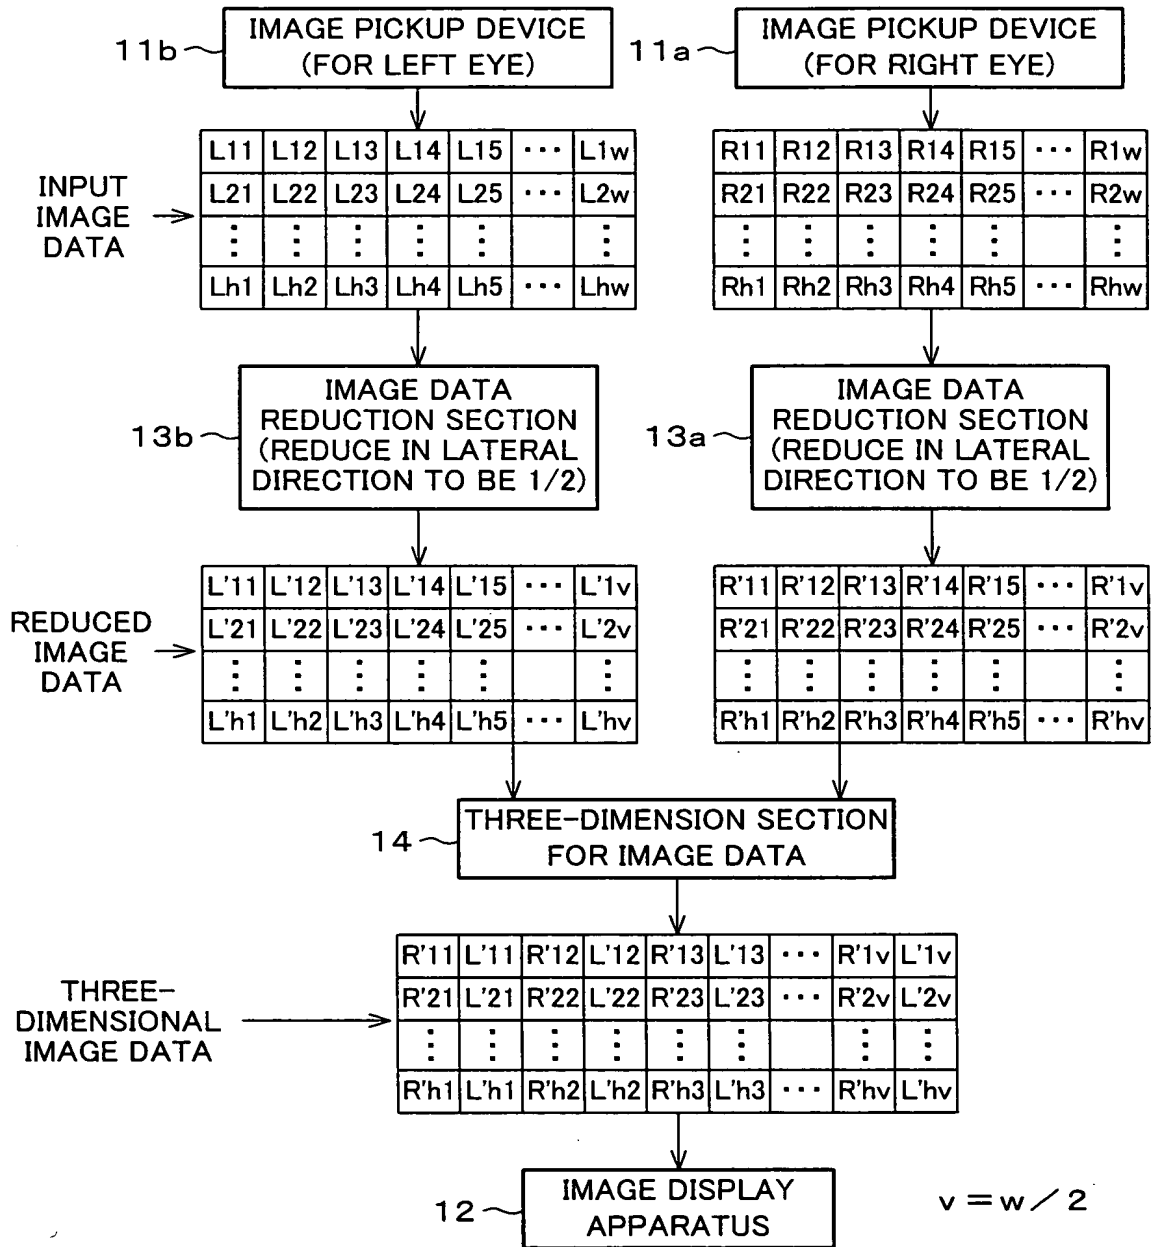 IMAGE PICKUP DEVICE
(FOR LEFT EYE)
11b
IMAGE PICKUP DEVICE
(FOR RIGHT EYE)
11a
INPUT
IMAGE
DATA
L11 L12 L13 L14 L15 ··· L1w
L21 L22 L23 L24 L25 ··· L2w
⋮ ⋮ ⋮ ⋮ ⋮ ⋮
Lh1 Lh2 Lh3 Lh4 Lh5 ··· Lhw
R11 R12 R13 R14 R15 ··· R1w
R21 R22 R23 R24 R25 ··· R2w
⋮ ⋮ ⋮ ⋮ ⋮ ⋮
Rh1 Rh2 Rh3 Rh4 Rh5 ··· Rhw
13b
IMAGE DATA
REDUCTION SECTION
(REDUCE IN LATERAL
DIRECTION TO BE 1/2)
13a
IMAGE DATA
REDUCTION SECTION
(REDUCE IN LATERAL
DIRECTION TO BE 1/2)
REDUCED
IMAGE
DATA
L'11 L'12 L'13 L'14 L'15 ··· L'1v
L'21 L'22 L'23 L'24 L'25 ··· L'2v
⋮ ⋮ ⋮ ⋮ ⋮ ⋮
L'h1 L'h2 L'h3 L'h4 L'h5 ··· L'hv
R'11 R'12 R'13 R'14 R'15 ··· R'1v
R'21 R'22 R'23 R'24 R'25 ··· R'2v
⋮ ⋮ ⋮ ⋮ ⋮ ⋮
R'h1 R'h2 R'h3 R'h4 R'h5 ··· R'hv
14
THREE-DIMENSION SECTION
FOR IMAGE DATA
THREE-
DIMENSIONAL
IMAGE DATA
R'11 L'11 R'12 L'12 R'13 L'13 ··· R'1v L'1v
R'21 L'21 R'22 L'22 R'23 L'23 ··· R'2v L'2v
⋮ ⋮ ⋮ ⋮ ⋮ ⋮ ⋮ ⋮
R'h1 L'h1 R'h2 L'h2 R'h3 L'h3 ··· R'hv L'hv
12
IMAGE DISPLAY
APPARATUS
v = w / 2